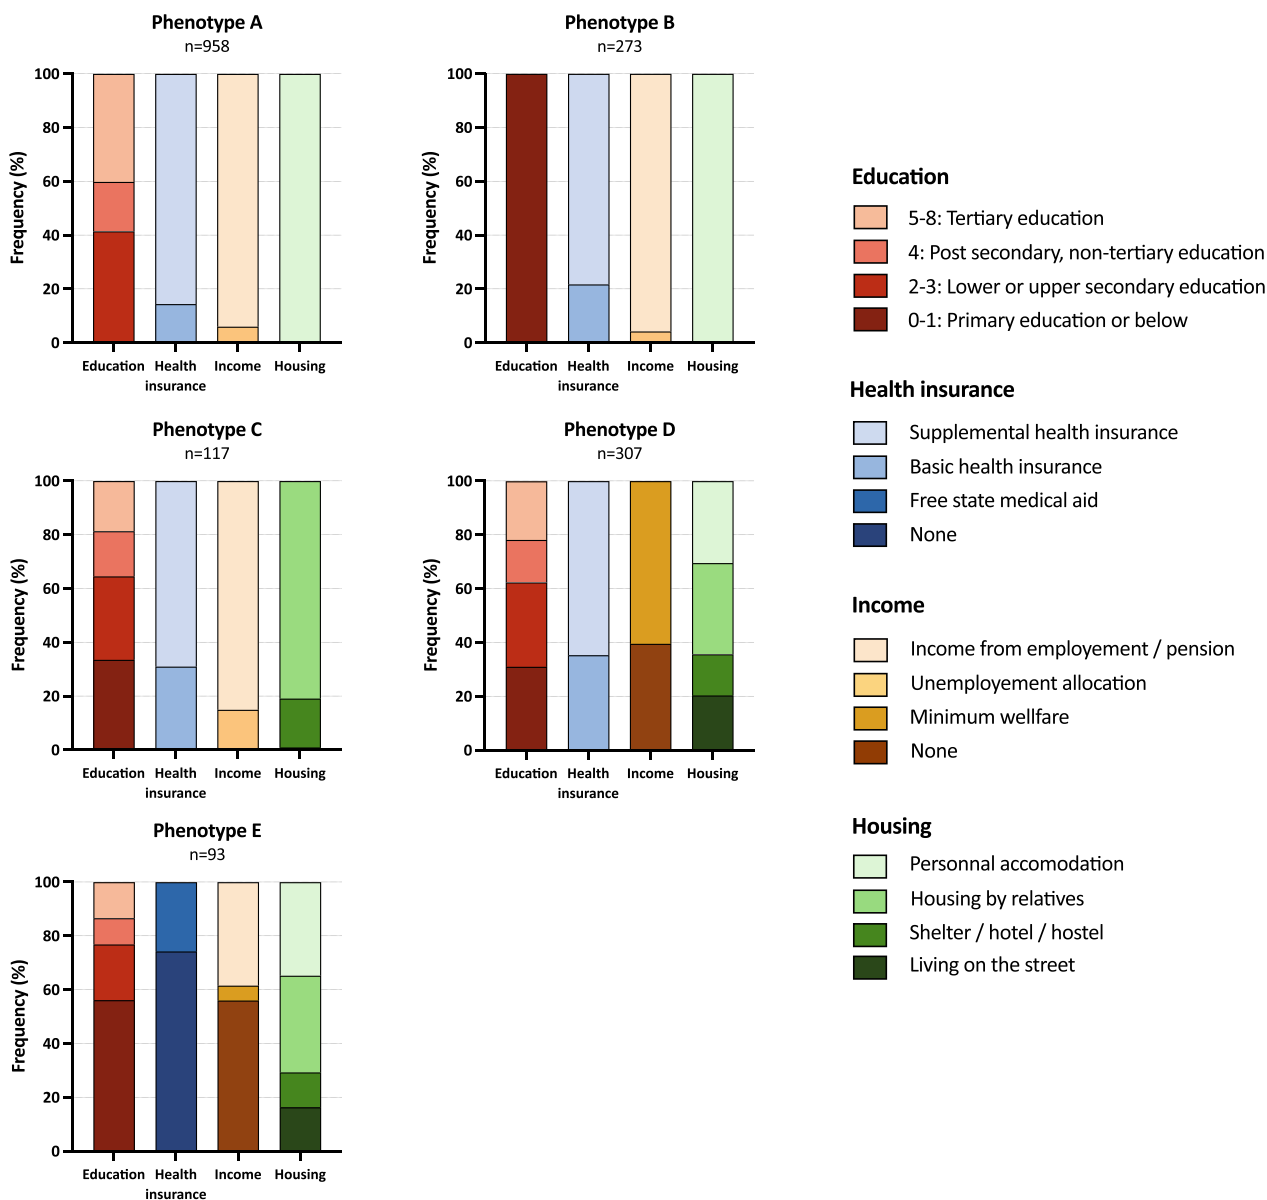 Phenotype A
n=958
Frequency (%)
100
80
60
40
20
0
Education
Health insurance
Income
Housing
Phenotype B
n=273
Frequency (%)
100
80
60
40
20
0
Education
Health insurance
Income
Housing
Phenotype C
n=117
Frequency (%)
100
80
60
40
20
0
Education
Health insurance
Income
Housing
Phenotype D
n=307
Frequency (%)
100
80
60
40
20
0
Education
Health insurance
Income
Housing
Phenotype E
n=93
Frequency (%)
100
80
60
40
20
0
Education
Health insurance
Income
Housing
Education
5-8: Tertiary education
4: Post secondary, non-tertiary education
2-3: Lower or upper secondary education
0-1: Primary education or below
Health insurance
Supplemental health insurance
Basic health insurance
Free state medical aid
None
Income
Income from employement / pension
Unemployement allocation
Minimum wellfare
None
Housing
Personnal accomodation
Housing by relatives
Shelter / hotel / hostel
Living on the street